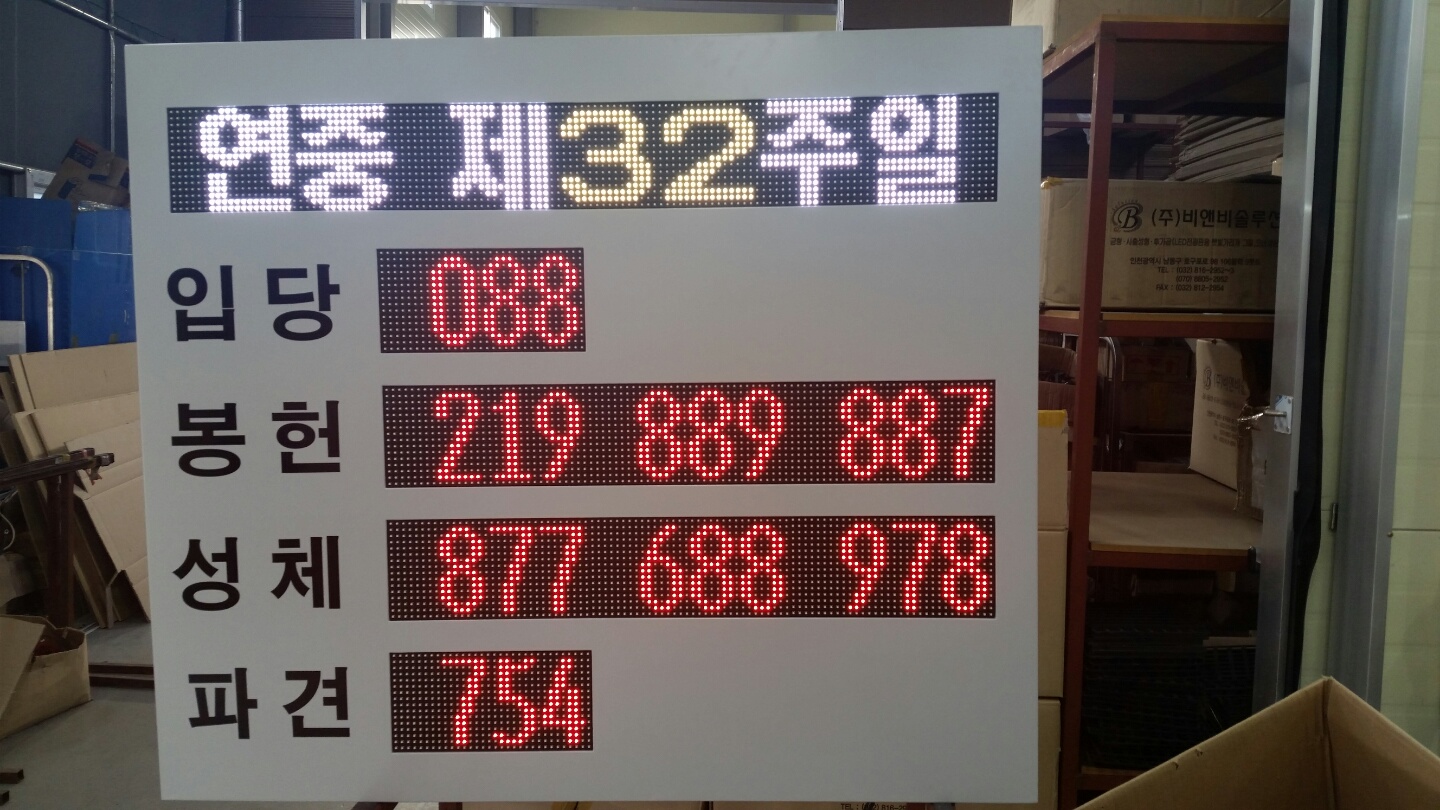 연중 제32주일
입당 088
봉헌 219 889 887
성체 877 688 978
파견 754
B (주)비앤비솔루션